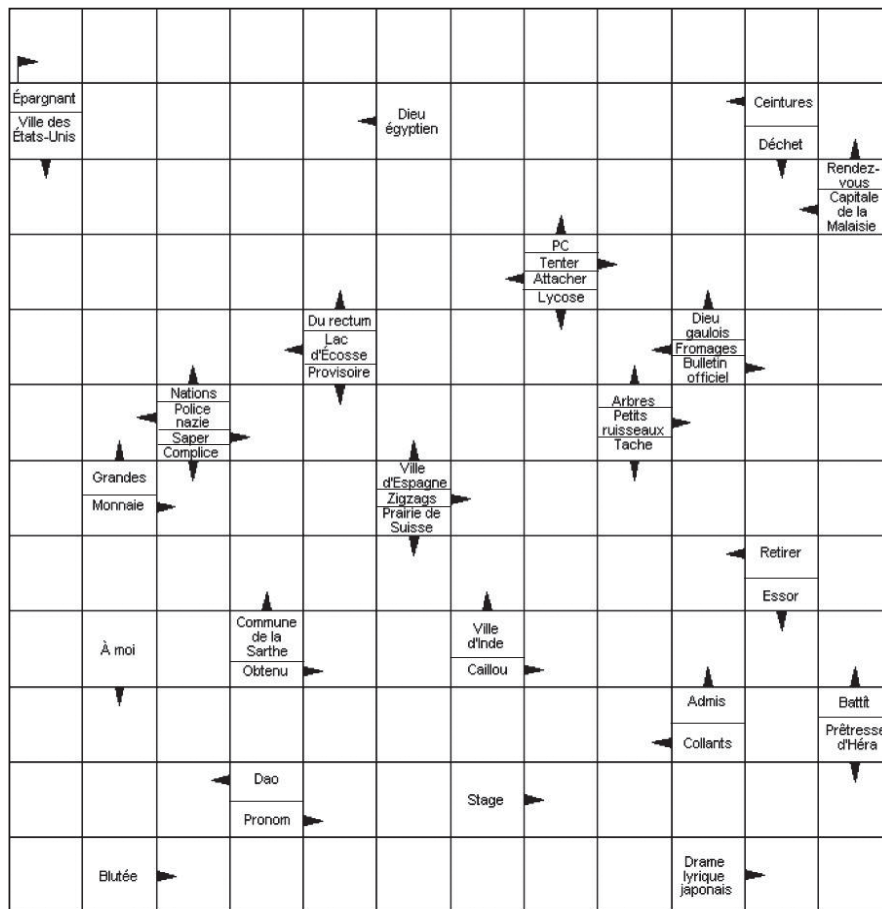 Épargnant
Ville des
États-Unis
Dieu
égyptien
Ceintures
Déchet
Rendez-
vous
Capitale
de la
Malaisie
PC
Tenter
Attacher
Lycose
Du rectum
Lac
d'Écosse
Provisoire
Dieu
gaulois
Fromages
Bulletin
officiel
Nations
Police
nazie
Saper
Complice
Arbres
Petits
ruisseaux
Tache
Grandes
Monnaie
Ville
d'Espagne
Zigzags
Prairie de
Suisse
Retirer
Essor
À moi
Commune
de la
Sarthe
Obtenu
Ville
d'Inde
Caillou
Admis
Collants
Battît
Prêtresse
d'Héra
Dao
Pronom
Stage
Blutée
Drame
lyrique
japonais